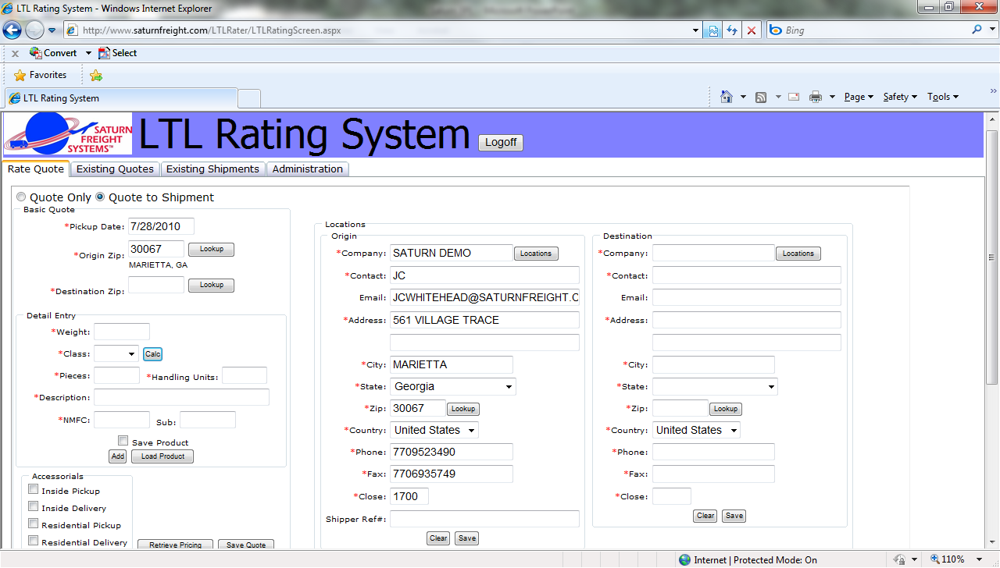 LTL Rating System - Windows Internet Explorer
http://www.saturnfreight.com/LTLRater/LTLRatingScreen.aspx
Bing
x Convert Select
Favorites
LTL Rating System
Page Safety Tools
SATURN
FREIGHT
SYSTEMS™
LTL Rating System Logoff
Rate Quote Existing Quotes Existing Shipments Administration
Quote Only Quote to Shipment
Basic Quote
*Pickup Date: 7/28/2010
*Origin Zip: 30067 Lookup
MARIETTA, GA
*Destination Zip: Lookup
Detail Entry
*Weight:
*Class: Calc
*Pieces: *Handling Units:
*Description:
*NMFC: Sub:
Save Product
Add Load Product
Accessorials
Inside Pickup
Inside Delivery
Residential Pickup
Residential Delivery
Retrieve Pricing Save Quote
Locations
Origin
*Company: SATURN DEMO Locations
*Contact: JC
Email: JCWHITEHEAD@SATURNFREIGHT.C
*Address: 561 VILLAGE TRACE
*City: MARIETTA
*State: Georgia
*Zip: 30067 Lookup
*Country: United States
*Phone: 7709523490
*Fax: 7706935749
*Close: 1700
Shipper Ref#:
Clear Save
Destination
*Company: Locations
*Contact:
Email:
*Address:
*City:
*State:
*Zip: Lookup
*Country: United States
*Phone:
*Fax:
*Close:
Clear Save
Internet | Protected Mode: On
110%